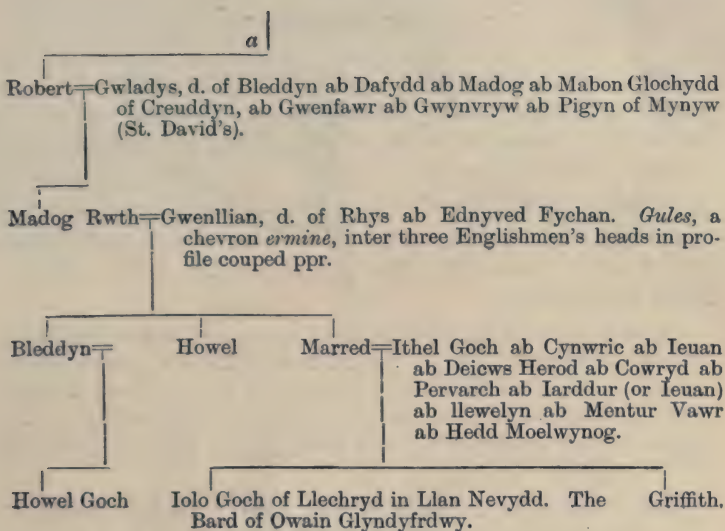 a
Robert=Gwladys, d. of Bleddyn ab Dafydd ab Madog ab Mabon Glochydd
of Creuddyn, ab Gwenfawr ab Gwynvryw ab Pigyn of Mynyw
(St. David's).
Madog Rwth=Gwenllian, d. of Rhys ab Ednyved Fychan. Gules, a
chevron ermine, inter three Englishmen's heads in pro-
file couped ppr.
Bleddyn= Howel Marred=Ithel Goch ab Cynwric ab Ieuan
ab Deicws Herod ab Cowryd ab
Pervarch ab Iarddur (or Ieuan)
ab llewelyn ab Mentur Vawr
ab Hedd Moelwynog.
Howel Goch Iolo Goch of Llechryd in Llan Nevydd. The Griffith.
Bard of Owain Glyndyfrdwy.